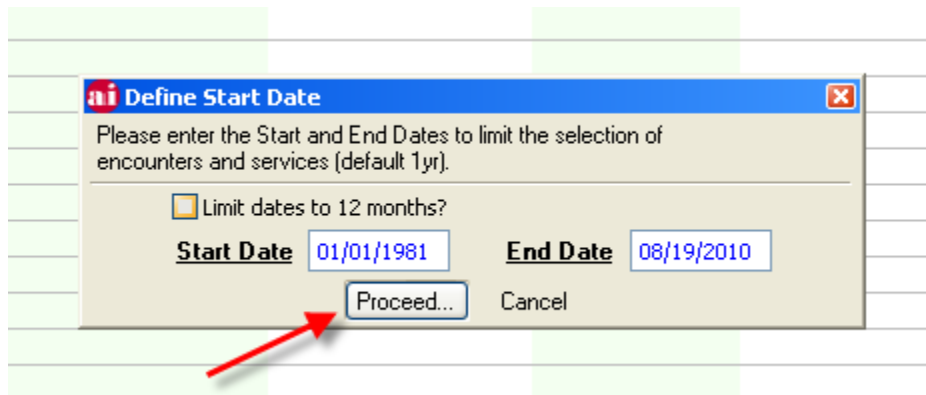 ai Define Start Date
Please enter the Start and End Dates to limit the selection of
encounters and services (default 1yr).
Limit dates to 12 months?
Start Date 01/01/1981 End Date 08/19/2010
Proceed... Cancel